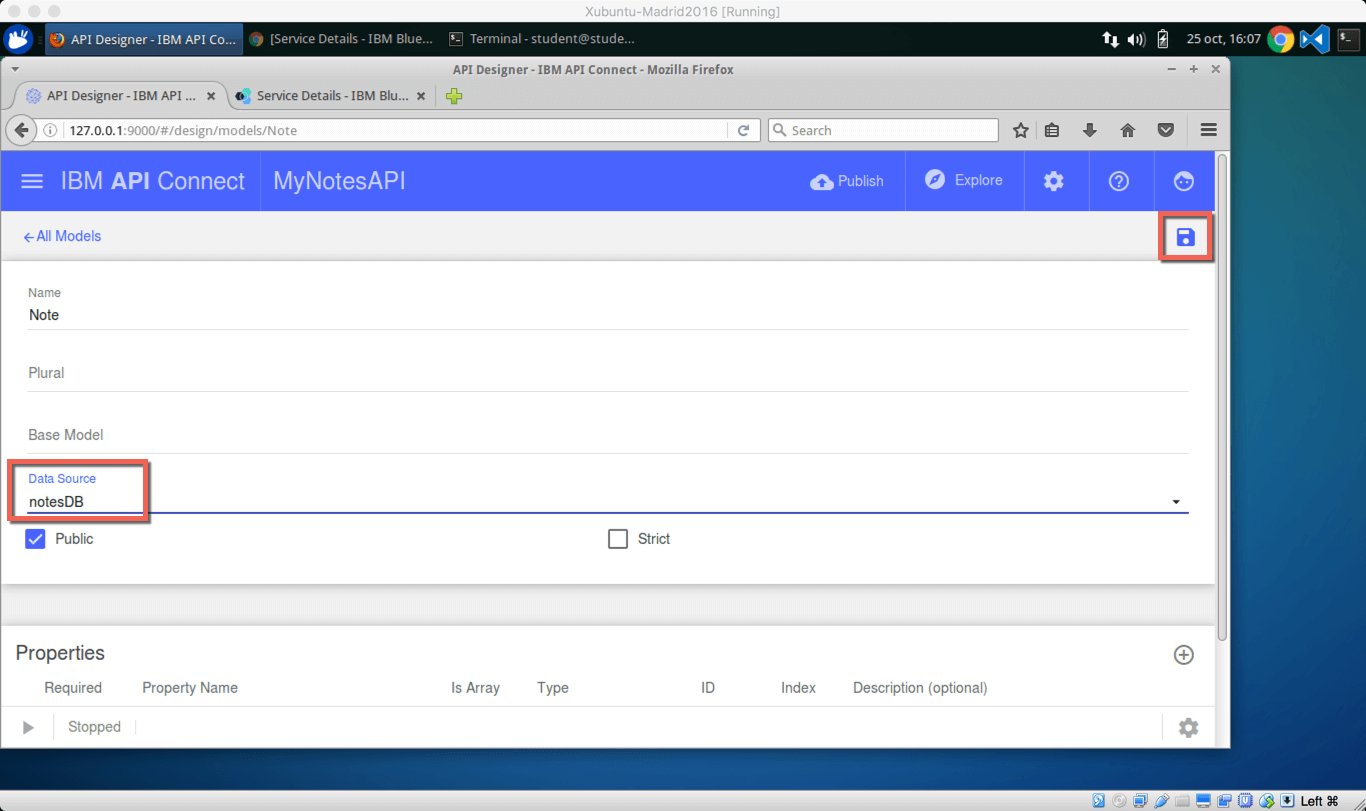 Xubuntu-Madrid2016 [Running]
API Designer - IBM API Co... [Service Details - IBM Blue... Terminal - student@stude... 25 oct, 16:07
API Designer - IBM API Connect - Mozilla Firefox
API Designer - IBM API ... Service Details - IBM Blu...
127.0.0.1:9000/#/design/models/Note Search
IBM API Connect MyNotesAPI Publish Explore
All Models
Name
Note
Plural
Base Model
Data Source
notesDB
Public Strict
Properties
Required Property Name Is Array Type ID Index Description (optional)
Stopped
Left ⌘